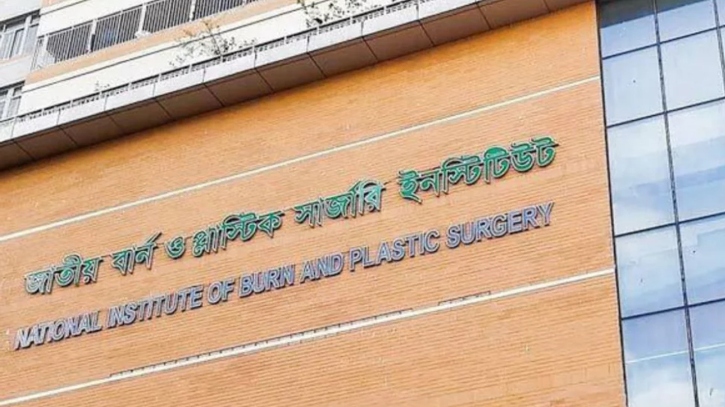 জাতীয় বার্ন ও প্লাস্টিক সার্জারি ইনস্টিটিউট
NATIONAL INSTITUTE OF BURN AND PLASTIC SURGERY